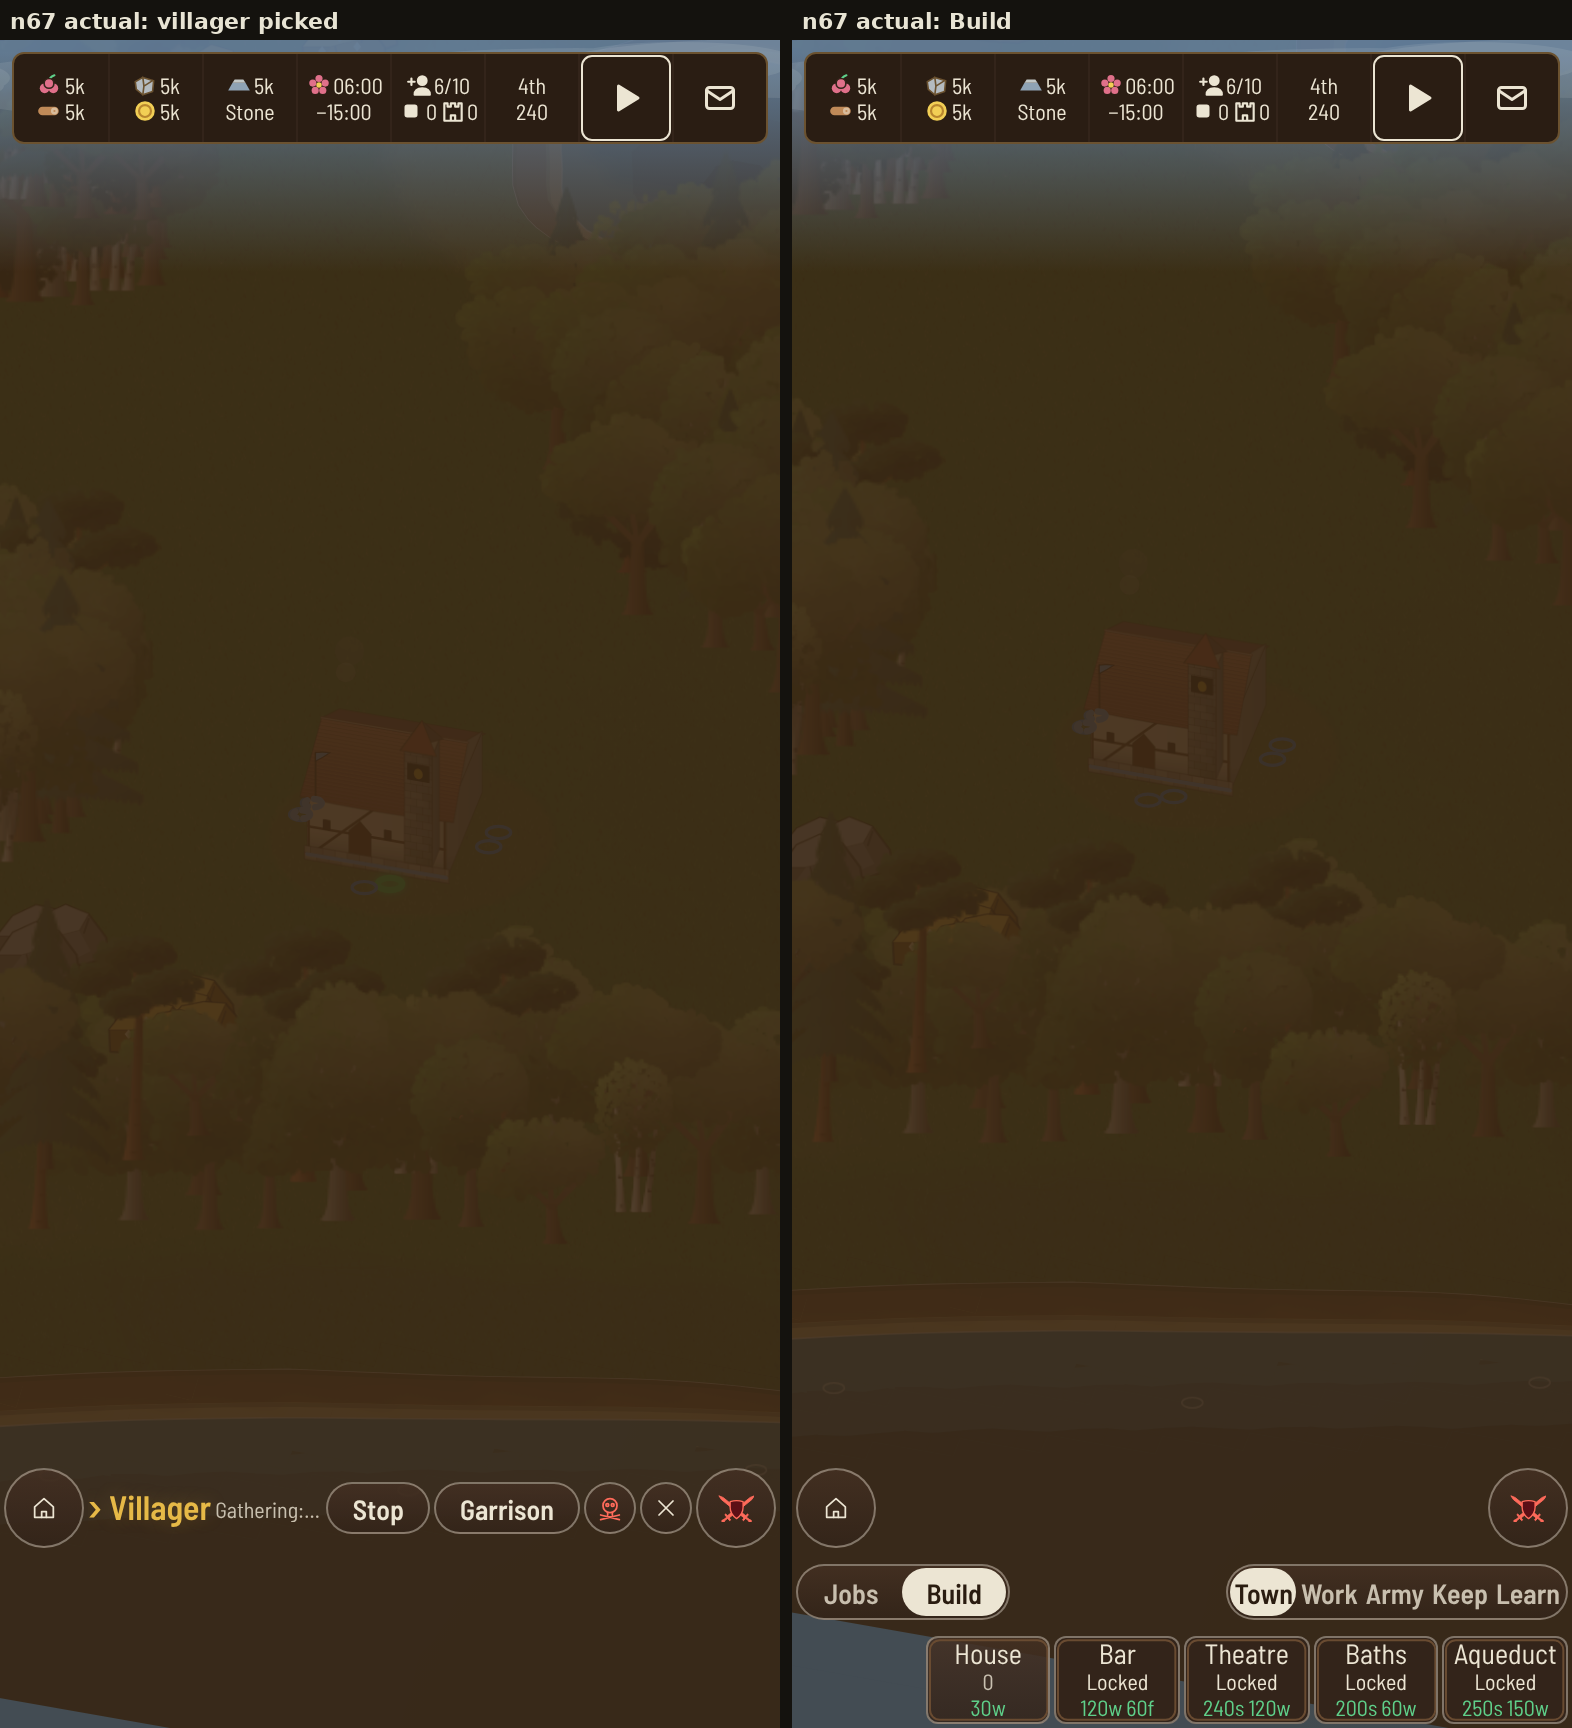 n67 actual: villager picked
5k 5k 5k 06:00 6/10 4th
5k 5k Stone −15:00 0 0 240
› Villager Gathering:... Stop Garrison
n67 actual: Build
5k 5k 5k 06:00 6/10 4th
5k 5k Stone −15:00 0 0 240
Jobs Build Town Work Army Keep Learn
House Bar Theatre Baths Aqueduct
0 Locked Locked Locked Locked
30w 120w 60f 240s 120w 200s 60w 250s 150w